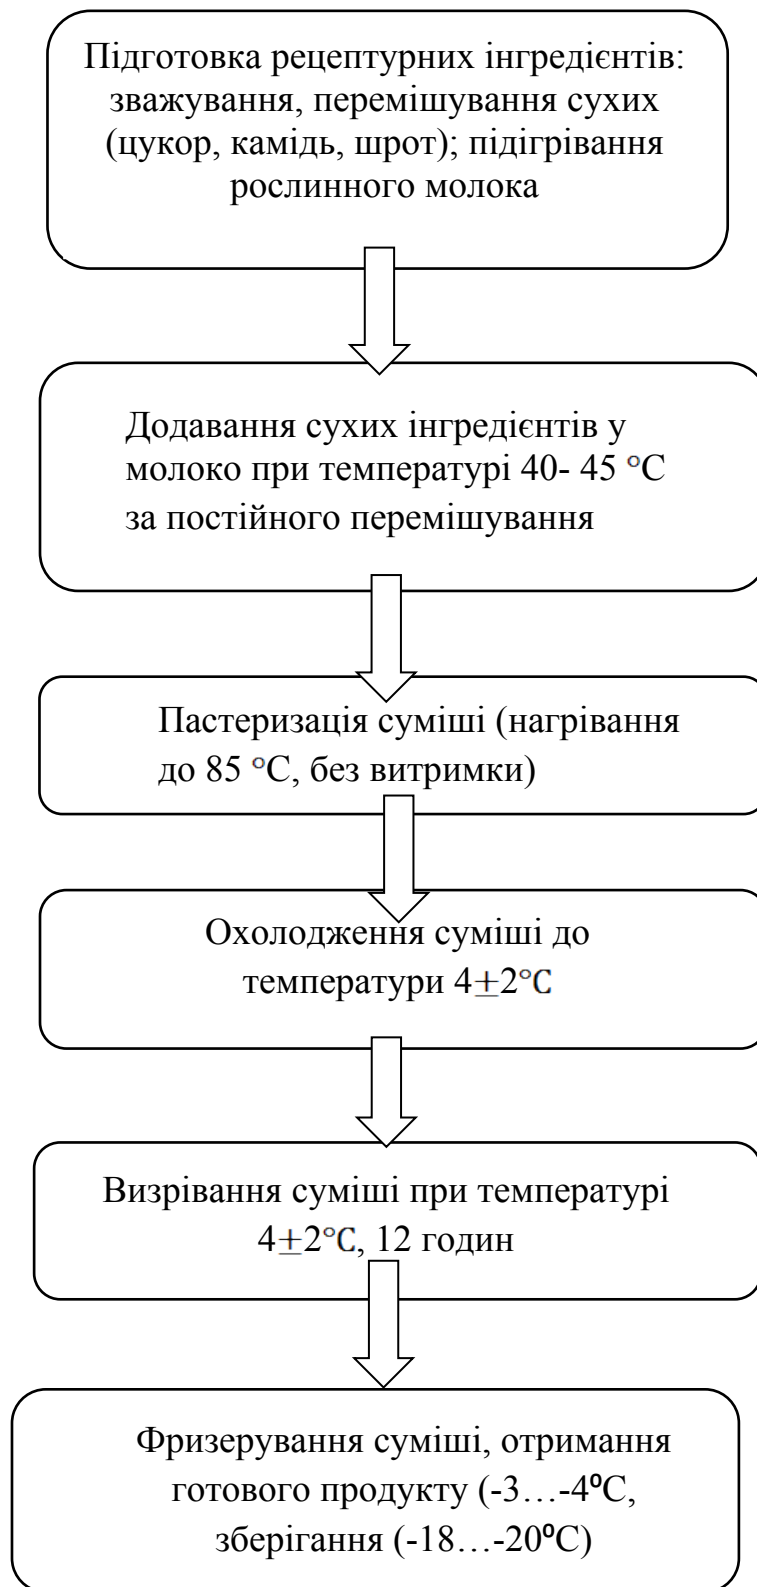 Підготовка рецептурних інгредієнтів:
зважування, перемішування сухих
(цукор, камідь, шрот); підігрівання
рослинного молока
Додавання сухих інгредієнтів у
молоко при температурі 40- 45 °С
за постійного перемішування
Пастеризація суміші (нагрівання
до 85 °С, без витримки)
Охолодження суміші до
температури 4±2°С
Визрівання суміші при температурі
4±2°С, 12 годин
Фризерування суміші, отримання
готового продукту (-3…-4⁰С,
зберігання (-18…-20⁰С)